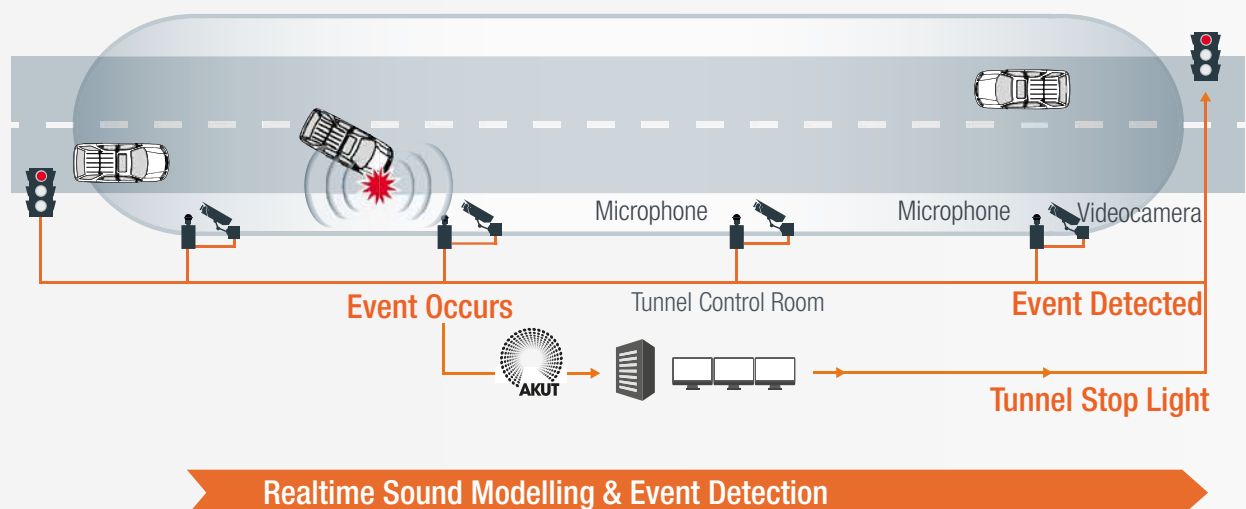 Microphone
Microphone
Videocamera
Event Occurs
Tunnel Control Room
Event Detected
AKUT
Tunnel Stop Light
Realtime Sound Modelling & Event Detection